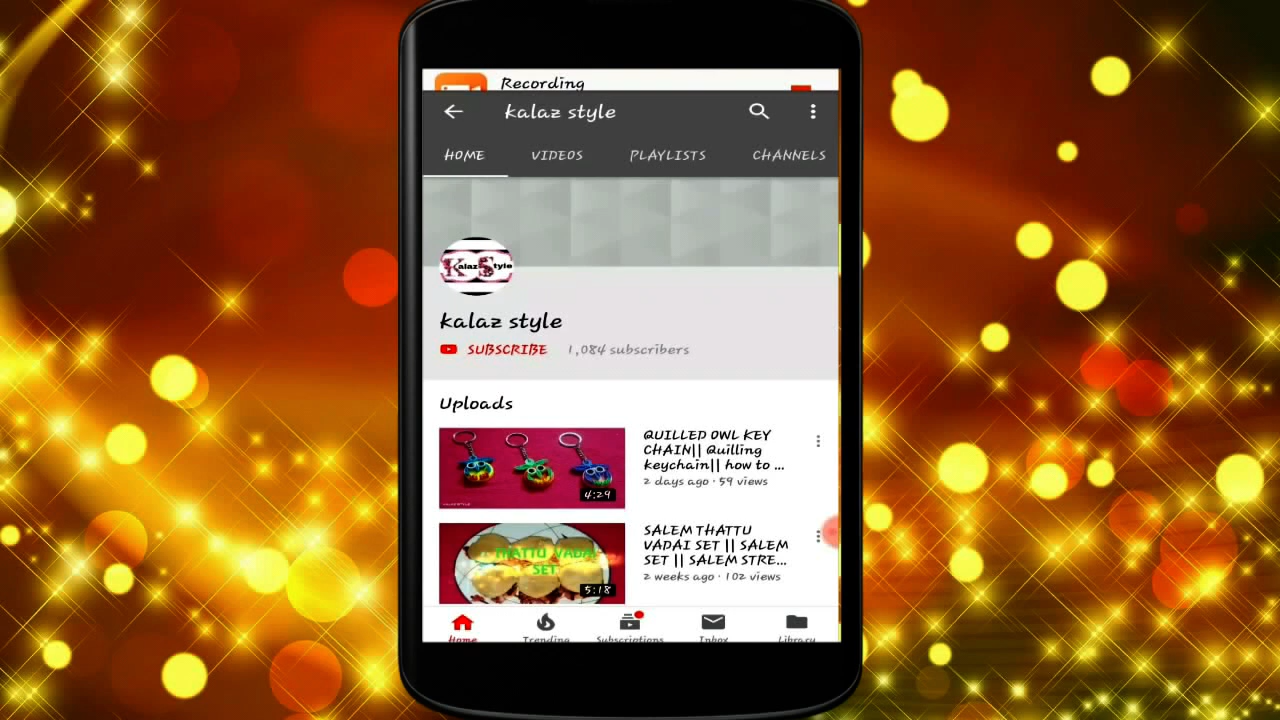 Recording
kalaz style
HOME VIDEOS PLAYLISTS CHANNELS
Kalaz Style
kalaz style
SUBSCRIBE 1,084 subscribers
Uploads
QUILLED OWL KEY
CHAIN|| Quilling
keychain|| how to ...
2 days ago · 59 views
4:29
SALEM THATTU
VADAI SET || SALEM
SET || SALEM STRE...
2 weeks ago · 102 views
THATTU VADAI
SET
5:18
Home Trending Subscriptions Inbox Library